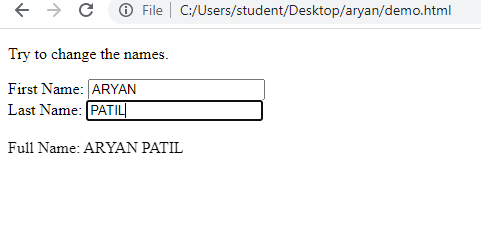 File | C:/Users/student/Desktop/aryan/demo.html
Try to change the names.
First Name: ARYAN
Last Name: PATIL
Full Name: ARYAN PATIL